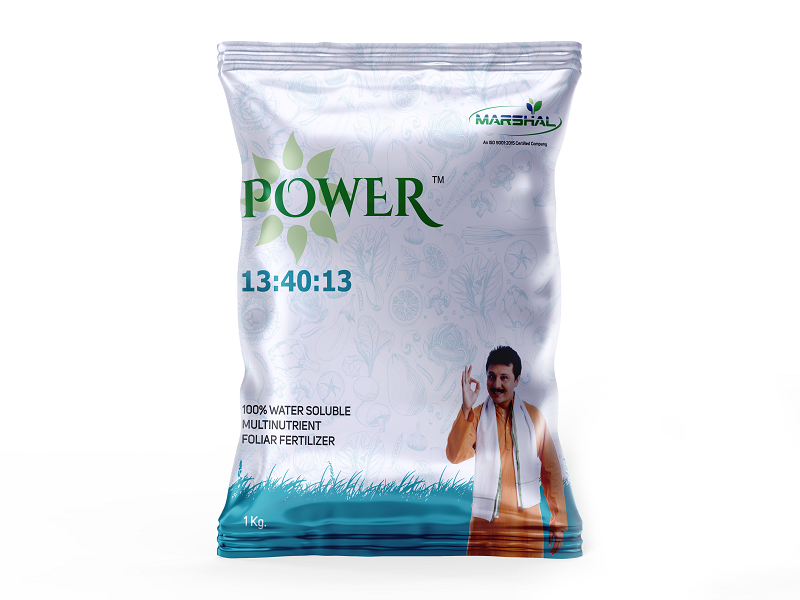 MARSHAL
An ISO 9001:2015 Certified Company
POWER™
13:40:13
100% WATER SOLUBLE
MULTINUTRIENT
FOLIAR FERTILIZER
1 Kg.